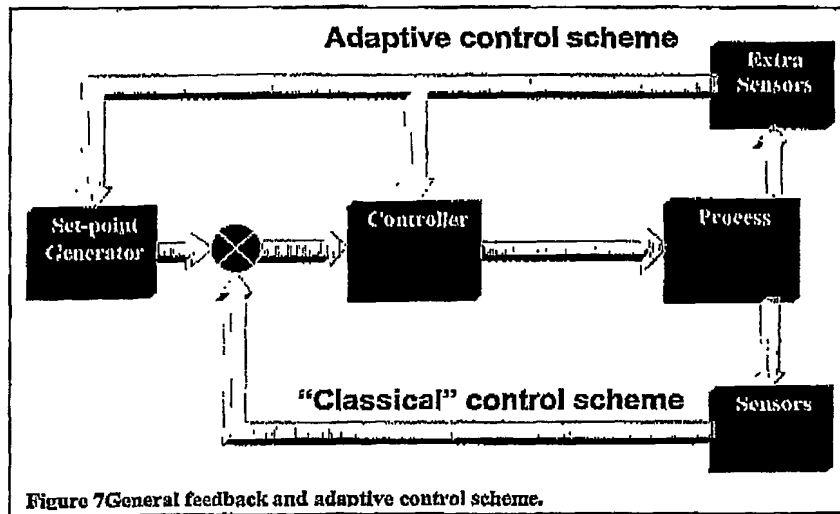 Adaptive control scheme
Extra
Sensors
Set-point
Generator
Controller
Process
"Classical" control scheme
Sensors
Figure 7General feedback and adaptive control scheme.